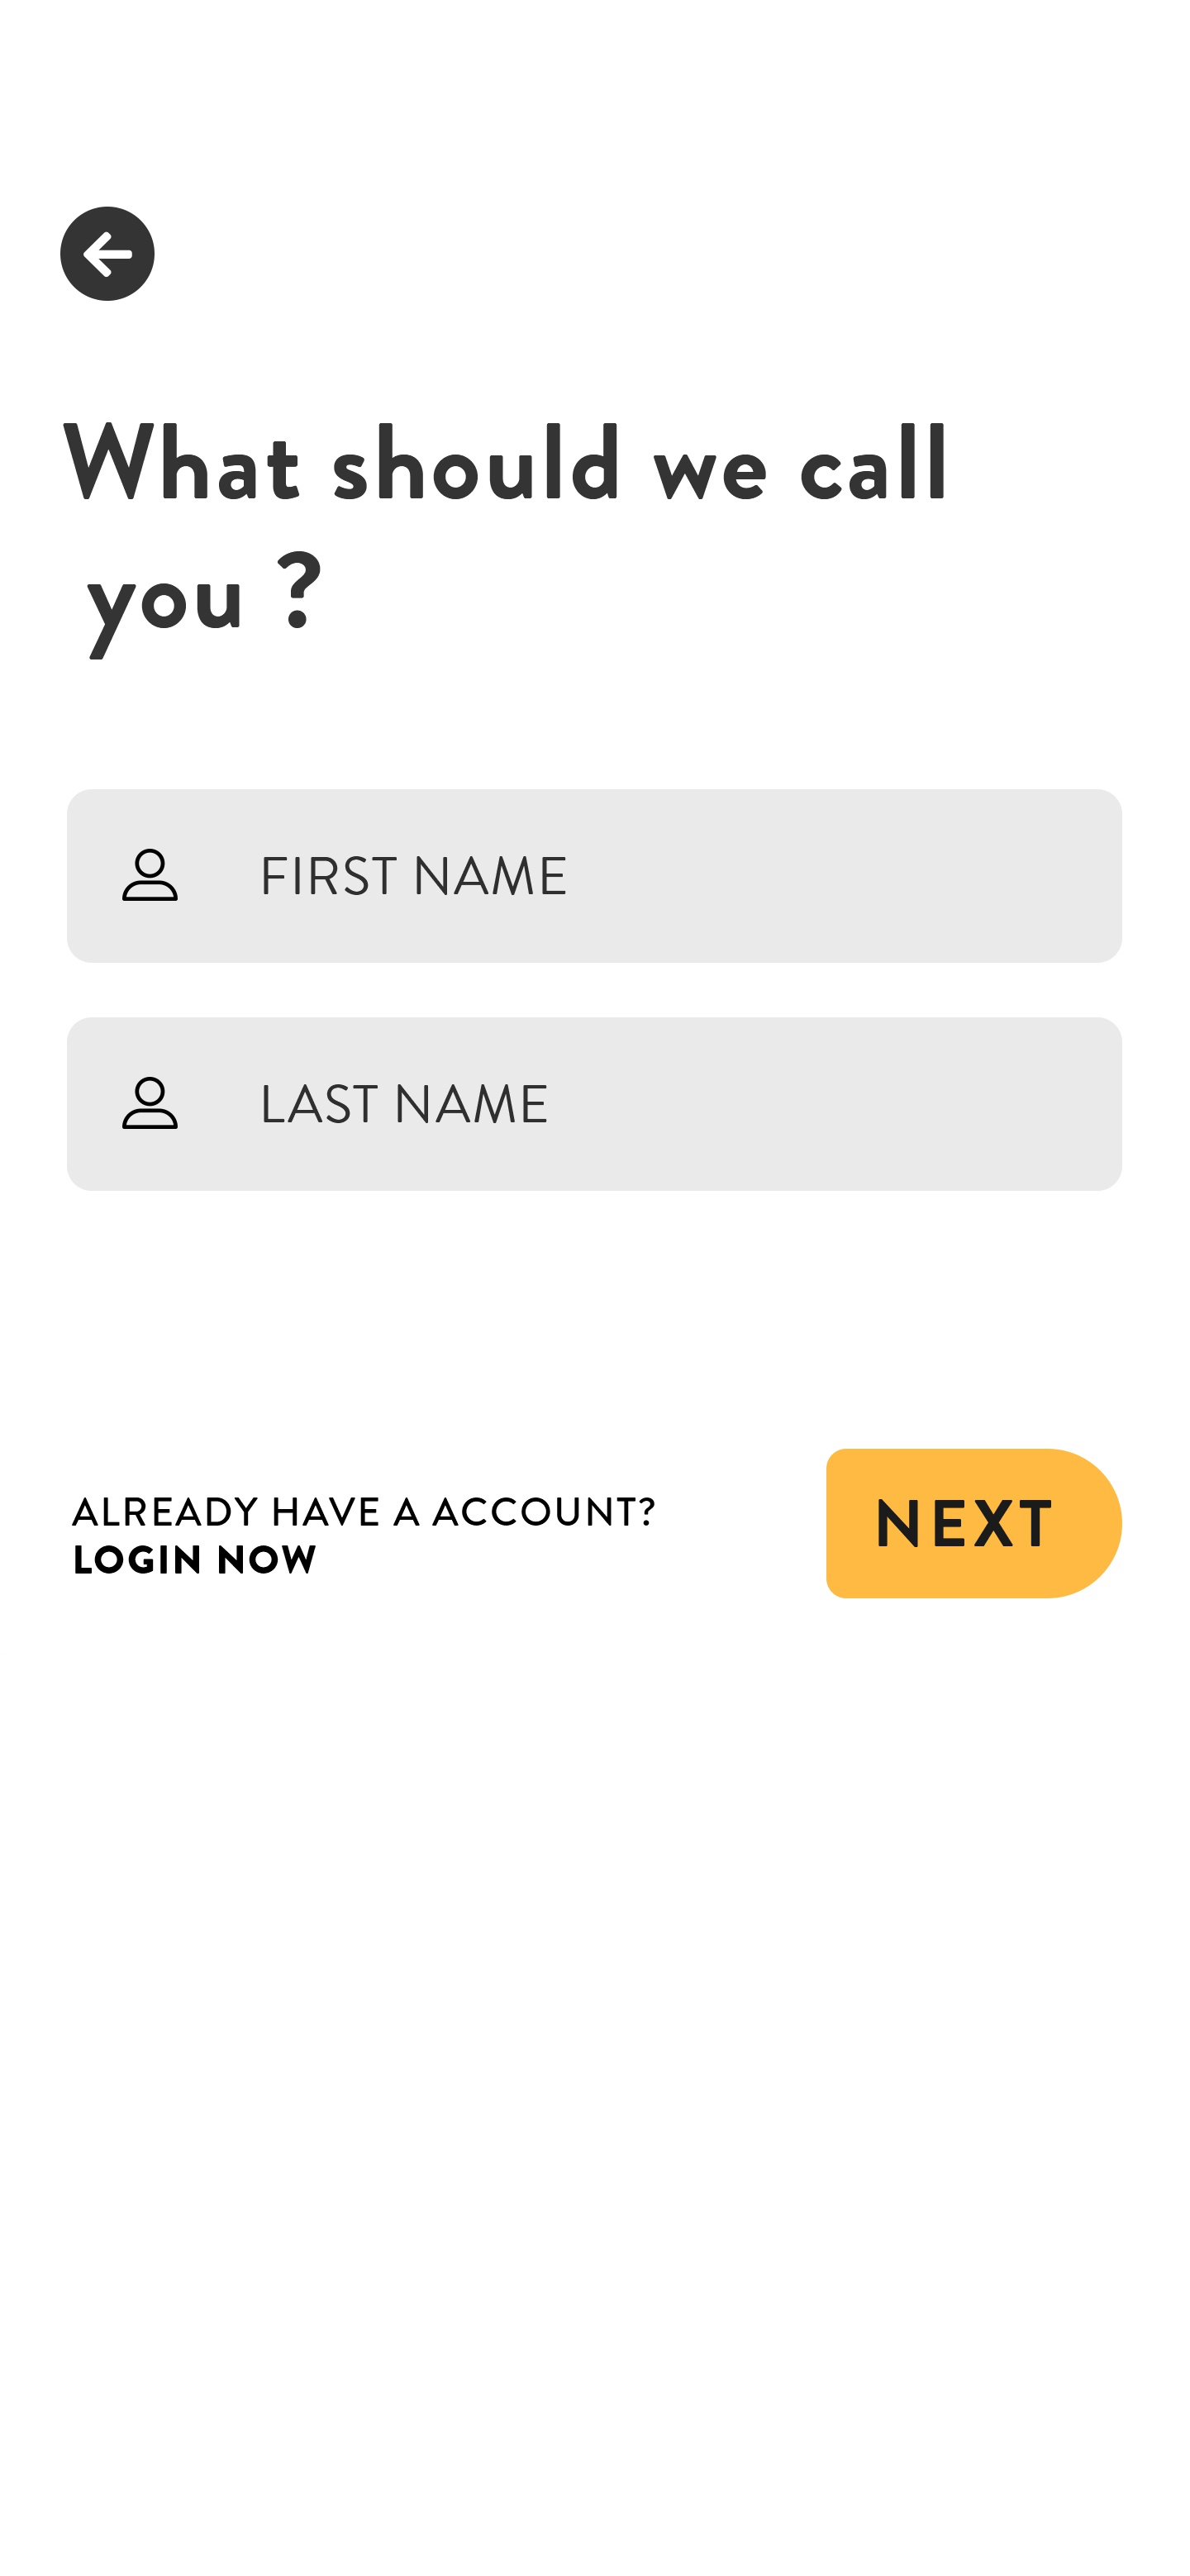 What should we call
you ?
FIRST NAME
LAST NAME
ALREADY HAVE A ACCOUNT?
LOGIN NOW
NEXT